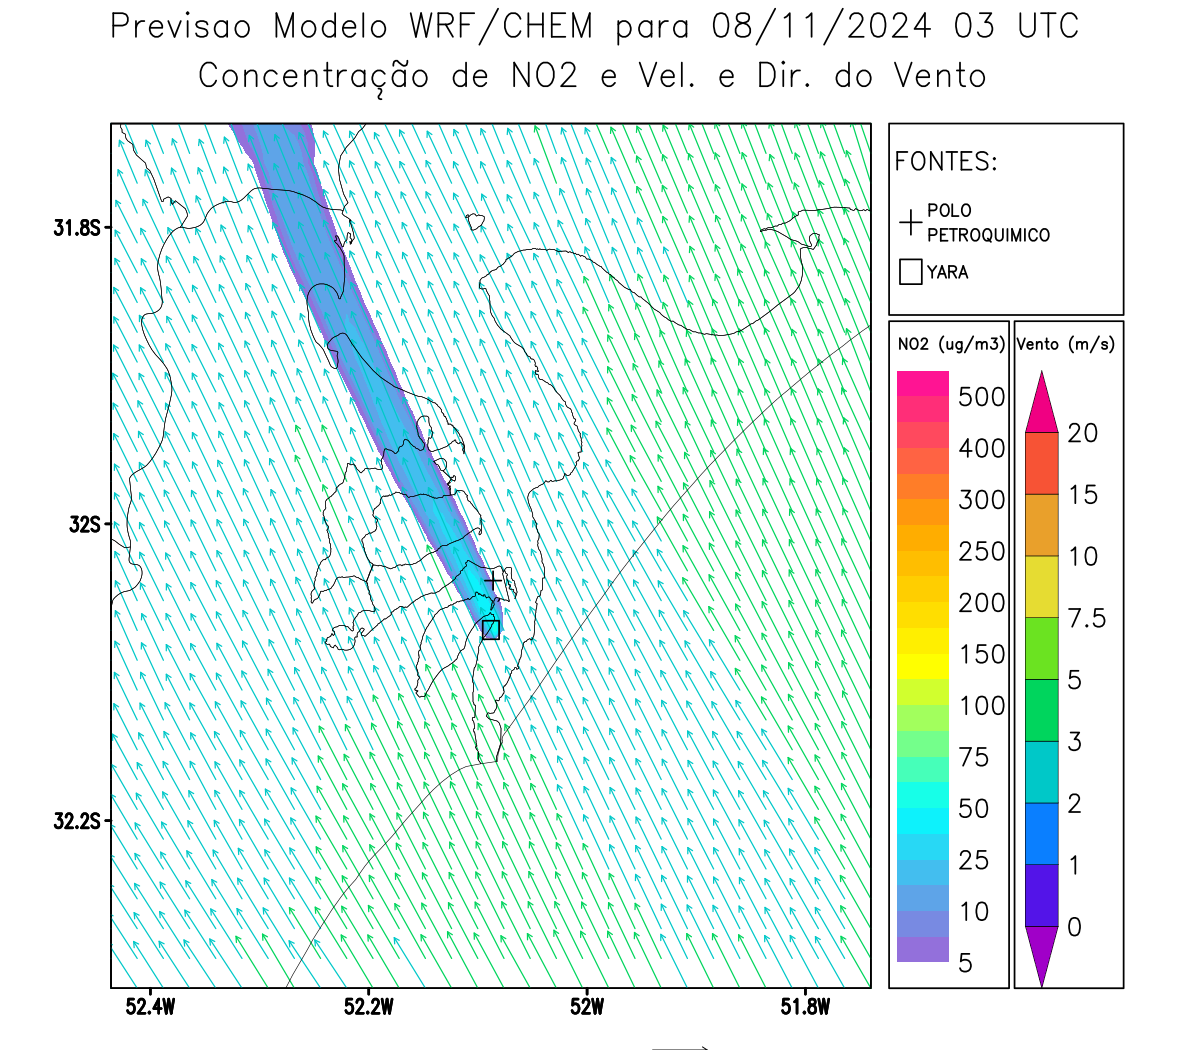 Previsao Modelo WRF/CHEM para 08/11/2024 03 UTC
Concentração de NO2 e Vel. e Dir. do Vento
FONTES:
POLO
PETROQUIMICO
YARA
31.8S
32S
32.2S
52.4W
52.2W
52W
51.8W
NO2 (ug/m3)
500
400
300
250
200
150
100
75
50
25
10
5
Vento (m/s)
20
15
10
7.5
5
3
2
1
0